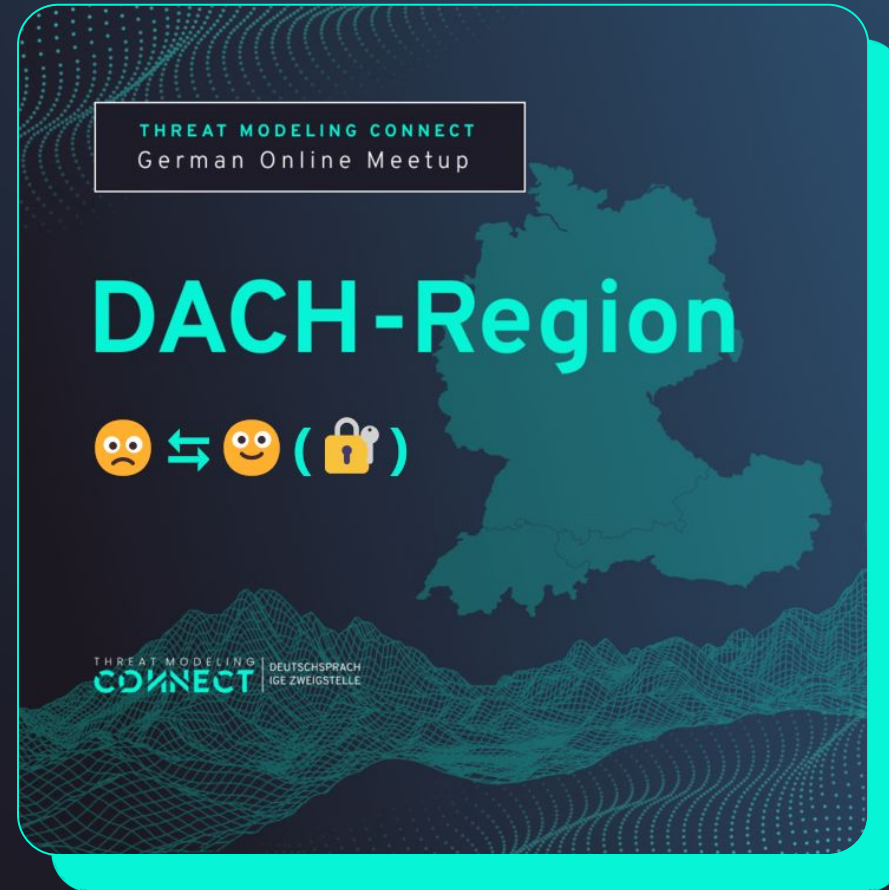 THREAT MODELING CONNECT
German Online Meetup
DACH-Region
☹️ ⇆ 🙂 ( 🔐 )
THREAT MODELING
CONNECT
DEUTSCHSPRACH
IGE ZWEIGSTELLE